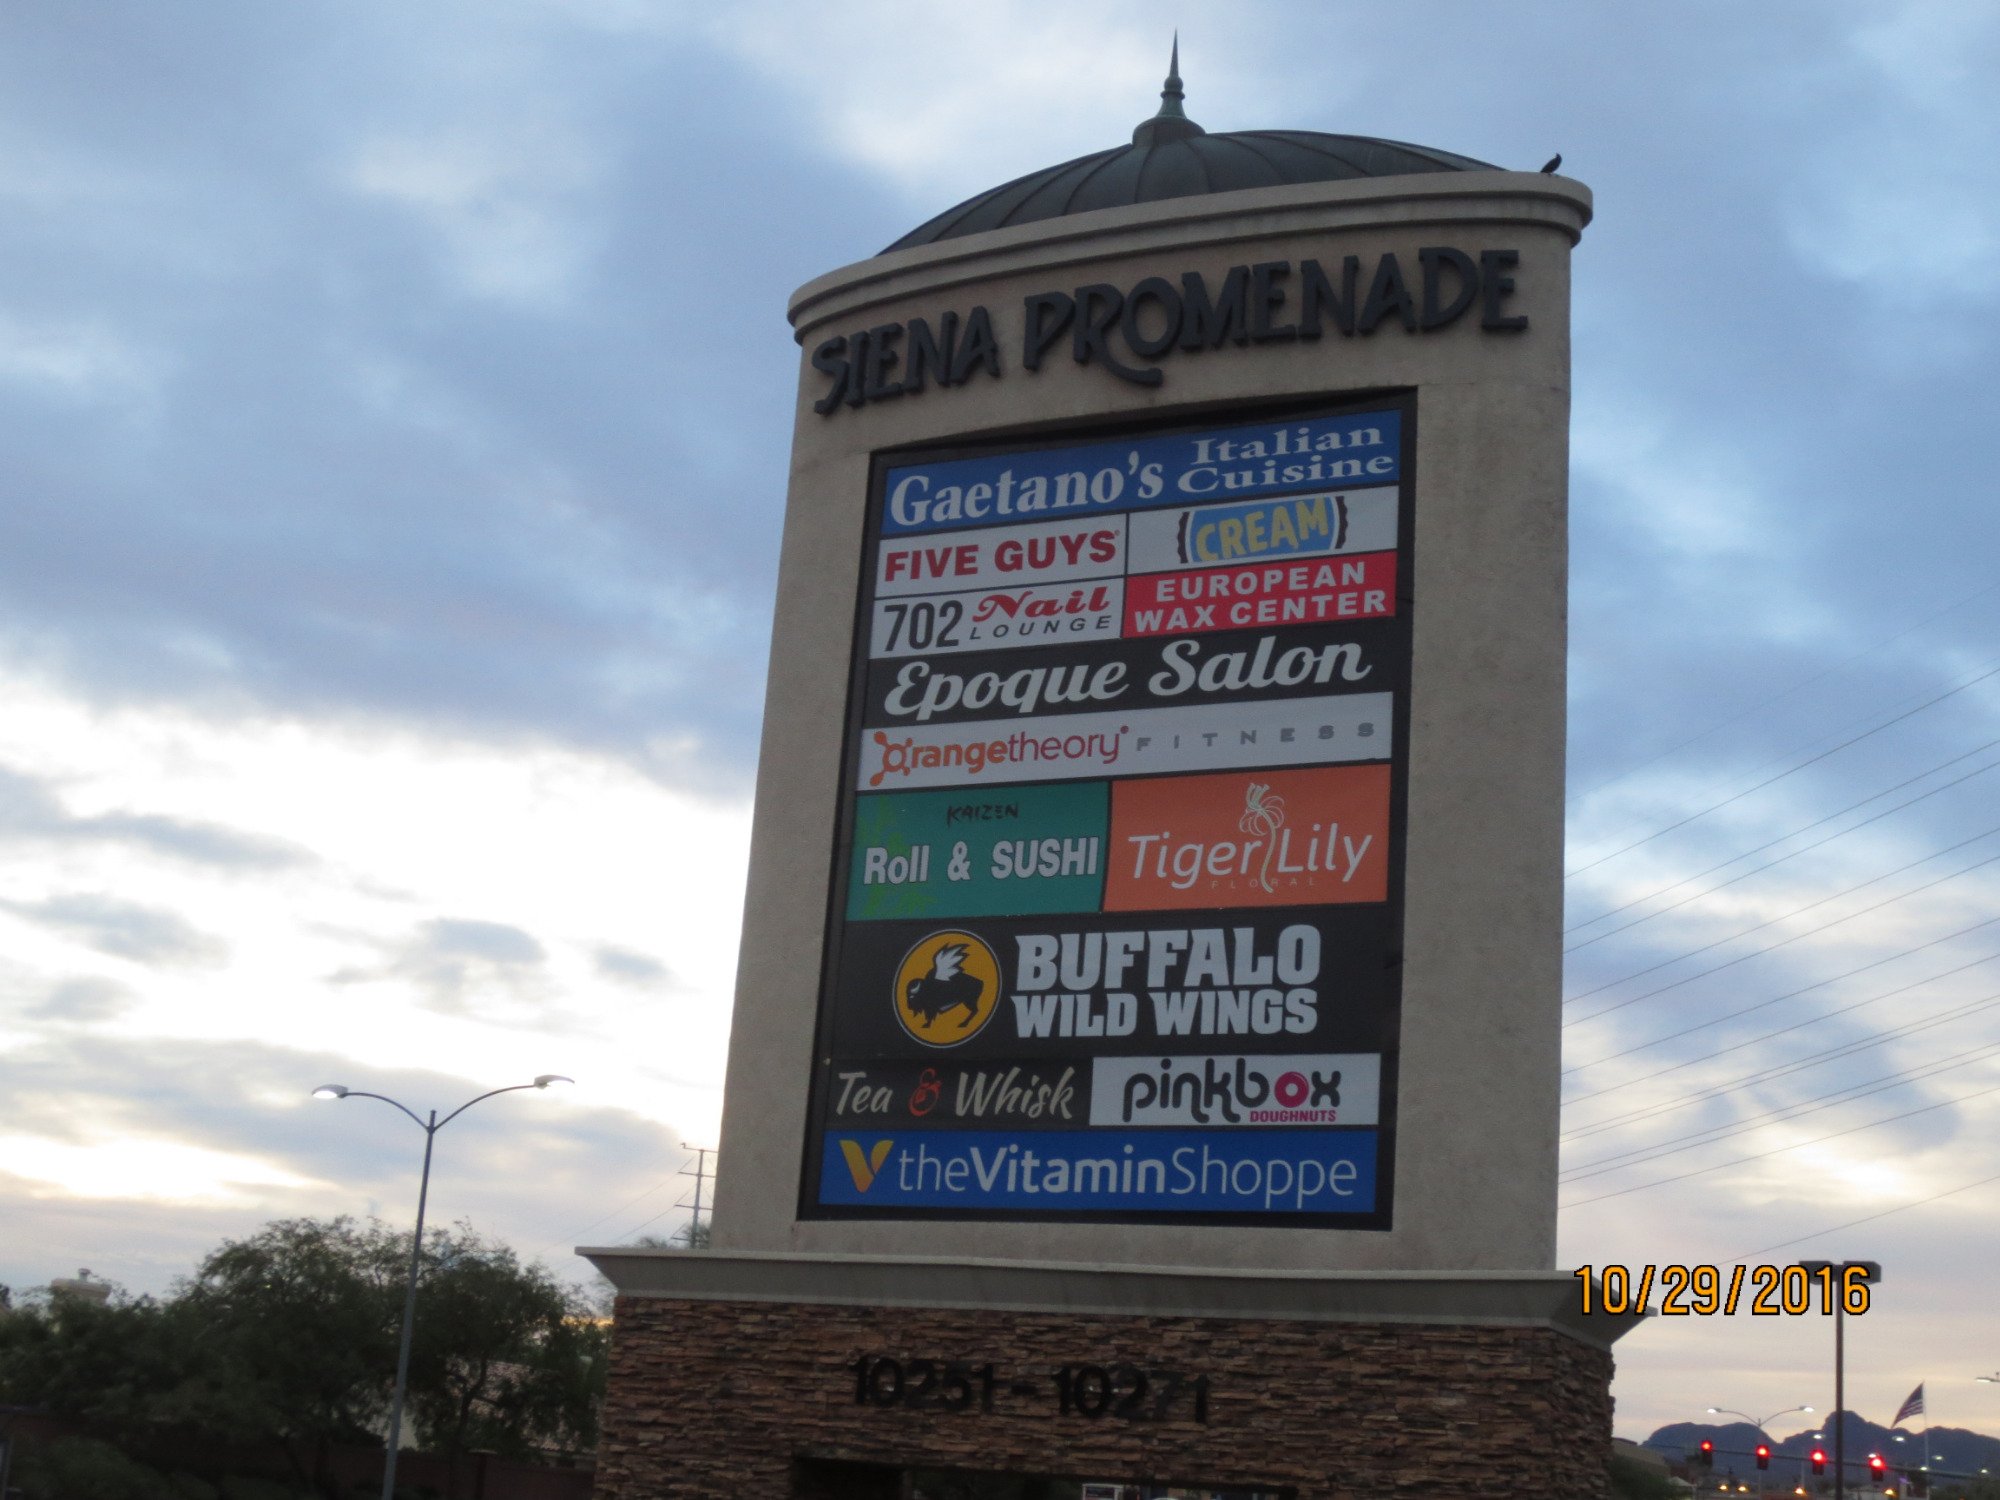 SIENA PROMENADE
Gaetano's Italian
Cuisine
FIVE GUYS
CREAM
702 Nail
LOUNGE
EUROPEAN
WAX CENTER
Epoque Salon
Orangetheory FITNESS
KAIZEN
Roll & SUSHI
Tiger Lily
FLORAL
BUFFALO
WILD WINGS
Tea & Whisk
pinkbox
DOUGHNUTS
theVitaminShoppe
10/29/2016
10251-10271